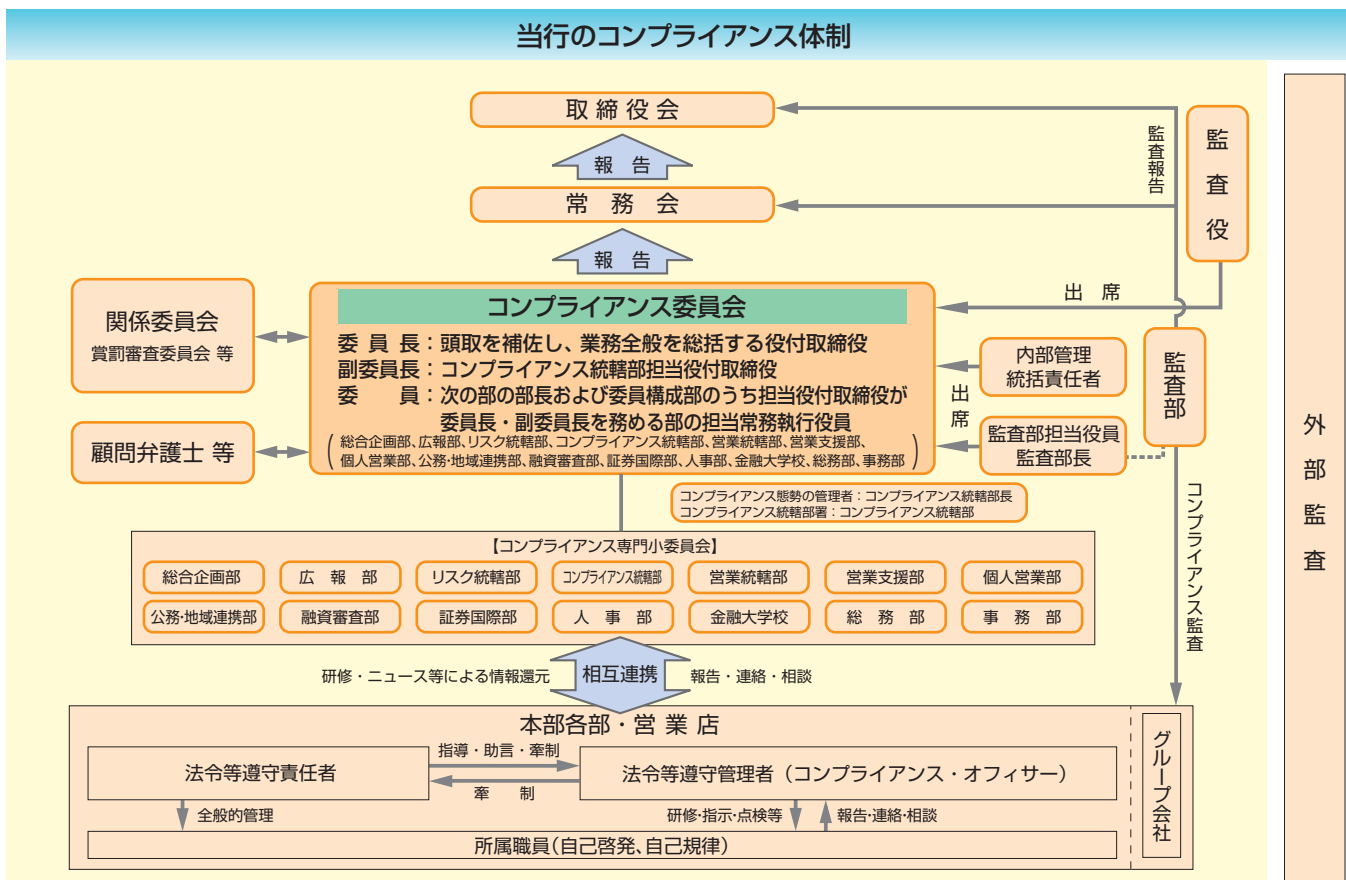 当行のコンプライアンス体制
取締役会
報告
常務会
報告
監査報告
監査役
出席
関係委員会
賞罰審査委員会 等
顧問弁護士 等
コンプライアンス委員会
委員長：頭取を補佐し、業務全般を総括する役付取締役
副委員長：コンプライアンス統轄部担当役付取締役
委員：次の部の部長および委員構成部のうち担当役付取締役が
委員長・副委員長を務める部の担当常務執行役員
（総合企画部、広報部、リスク統轄部、コンプライアンス統轄部、営業統轄部、営業支援部、
個人営業部、公務・地域連携部、融資審査部、証券国際部、人事部、金融大学校、総務部、事務部）
内部管理
統括責任者
出席
監査部担当役員
監査部長
監査部
外部監査
コンプライアンス態勢の管理者：コンプライアンス統轄部長
コンプライアンス統轄部署：コンプライアンス統轄部
コンプライアンス監査
【コンプライアンス専門小委員会】
総合企画部
広報部
リスク統轄部
コンプライアンス統轄部
営業統轄部
営業支援部
個人営業部
公務・地域連携部
融資審査部
証券国際部
人事部
金融大学校
総務部
事務部
研修・ニュース等による情報還元
相互連携
報告・連絡・相談
本部各部・営業店
法令等遵守責任者
指導・助言・牽制
牽制
法令等遵守管理者（コンプライアンス・オフィサー）
全般的管理
研修・指示・点検等
報告・連絡・相談
所属職員（自己啓発、自己規律）
グループ会社